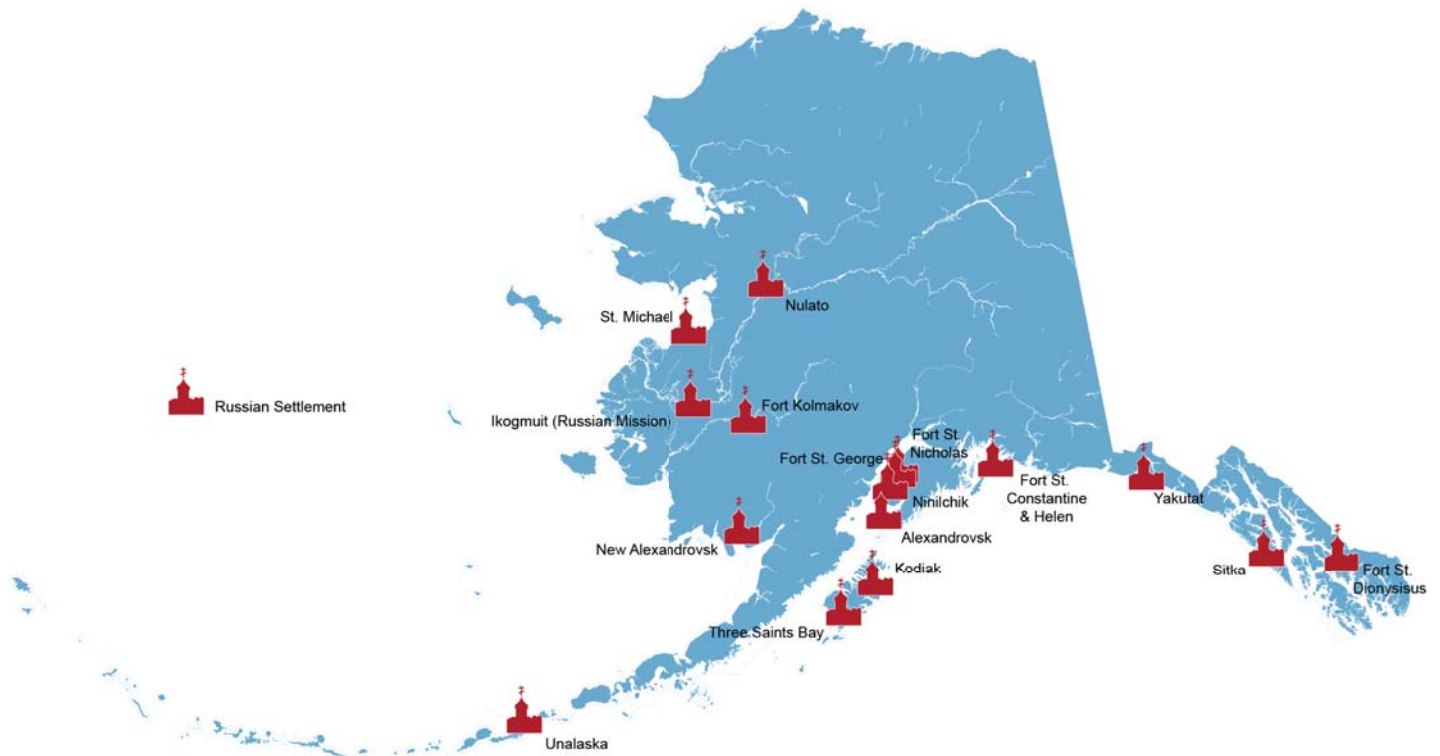 Nulato
St. Michael
Russian Settlement
Fort Kolmakov
Ikogmuit (Russian Mission)
Fort St.
Nicholas
Fort St. George
Ninilchik
Fort St.
Constantine
& Helen
Yakutat
Alexandrovsk
New Alexandrovsk
Kodiak
Sitka
Fort St.
Dionysisus
Three Saints Bay
Unalaska